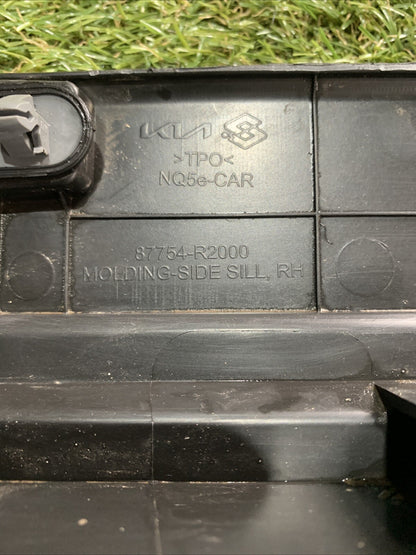 KIA
>TPO<
NQ5e-CAR
87754-R2000
MOLDING-SIDE SILL, RH